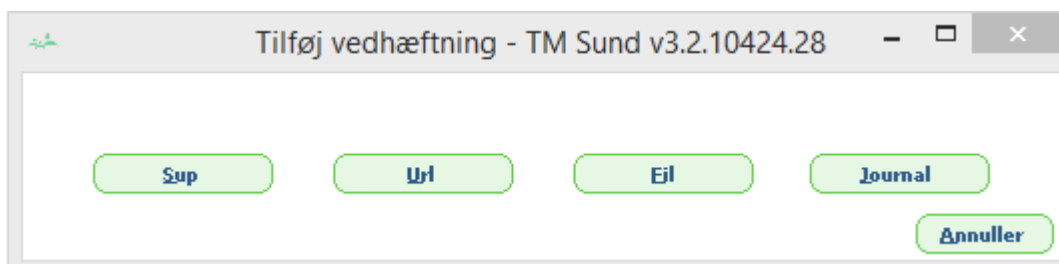 Tilføj vedhæftning - TM Sund v3.2.10424.28
Sup Url Fil Journal
Annuller